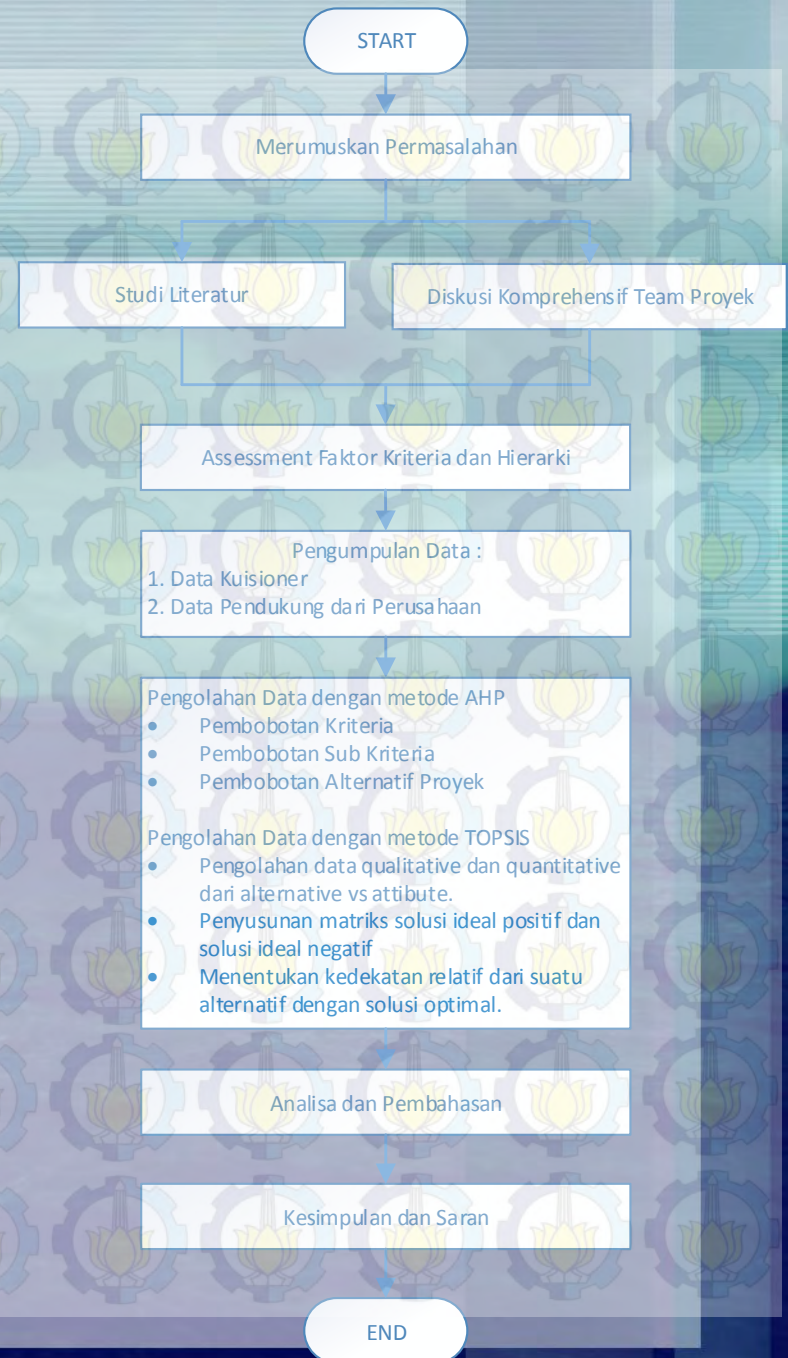 START
Merumuskan Permasalahan
Studi Literatur
Diskusi Komprehensif Team Proyek
Assessment Faktor Kriteria dan Hierarki
Pengumpulan Data :
1. Data Kuisioner
2. Data Pendukung dari Perusahaan
Pengolahan Data dengan metode AHP
• Pembobotan Kriteria
• Pembobotan Sub Kriteria
• Pembobotan Alternatif Proyek
Pengolahan Data dengan metode TOPSIS
• Pengolahan data qualitative dan quantitative
dari alternative vs attibute.
• Penyusunan matriks solusi ideal positif dan
solusi ideal negatif
• Menentukan kedekatan relatif dari suatu
alternatif dengan solusi optimal.
Analisa dan Pembahasan
Kesimpulan dan Saran
END